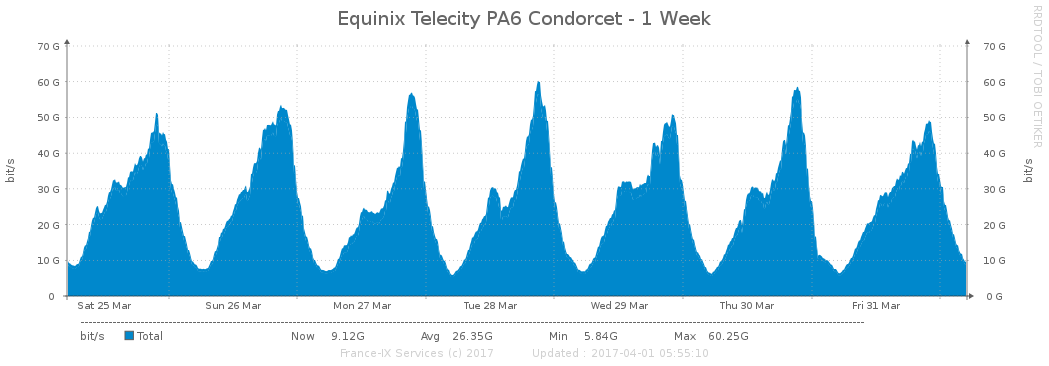 Equinix Telecity PA6 Condorcet - 1 Week
RRDTOOL / TOBI OETIKER
bit/s
70 G
60 G
50 G
40 G
30 G
20 G
10 G
0
70 G
60 G
50 G
40 G
30 G
20 G
10 G
0 G
bit/s
Sat 25 Mar Sun 26 Mar Mon 27 Mar Tue 28 Mar Wed 29 Mar Thu 30 Mar Fri 31 Mar
bit/s Total Now 9.12G Avg 26.35G Min 5.84G Max 60.25G
France-IX Services (c) 2017 Updated : 2017-04-01 05:55:10